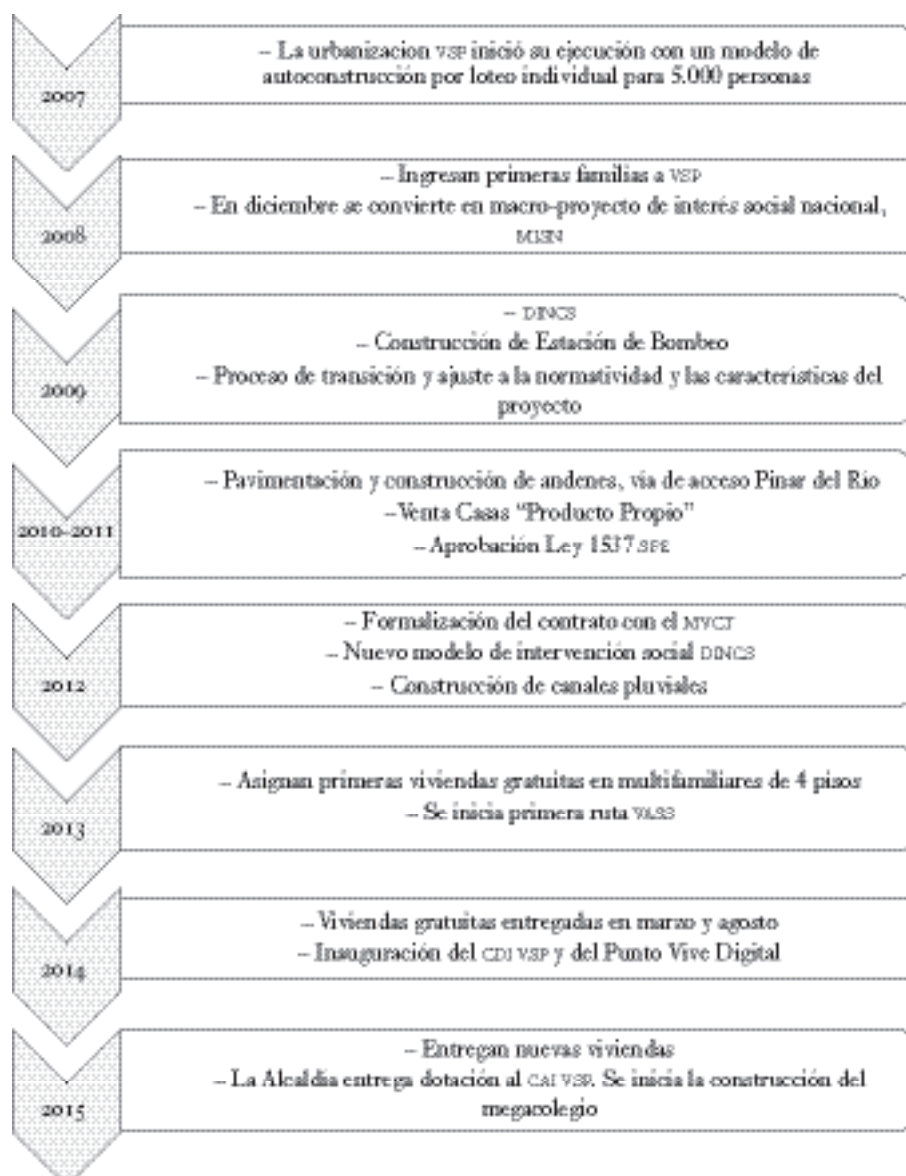 2007
– La urbanizacion VSP inició su ejecución con un modelo de
autoconstrucción por loteo individual para 5.000 personas
2008
– Ingresan primeras familias a VSP
– En diciembre se convierte en macro-proyecto de interés social nacional,
MISN
2009
– DINCS
– Construcción de Estación de Bombeo
– Proceso de transición y ajuste a la normatividad y las características del
proyecto
2010-2011
– Pavimentación y construcción de andenes, vía de acceso Pinar del Río
–Venta Casas “Producto Propio”
– Aprobación Ley 1537 SFE
2012
– Formalización del contrato con el MVCT
– Nuevo modelo de intervención social DINCS
– Construcción de canales pluviales
2013
– Asignan primeras viviendas gratuitas en multifamiliares de 4 pisos
– Se inicia primera ruta
2014
– Viviendas gratuitas entregadas en marzo y agosto
– Inauguración del CDI VSP y del Punto Vive Digital
2015
– Entregan nuevas viviendas
– La Alcaldía entrega dotación al CAI VSP. Se inicia la construcción del
megacolegio